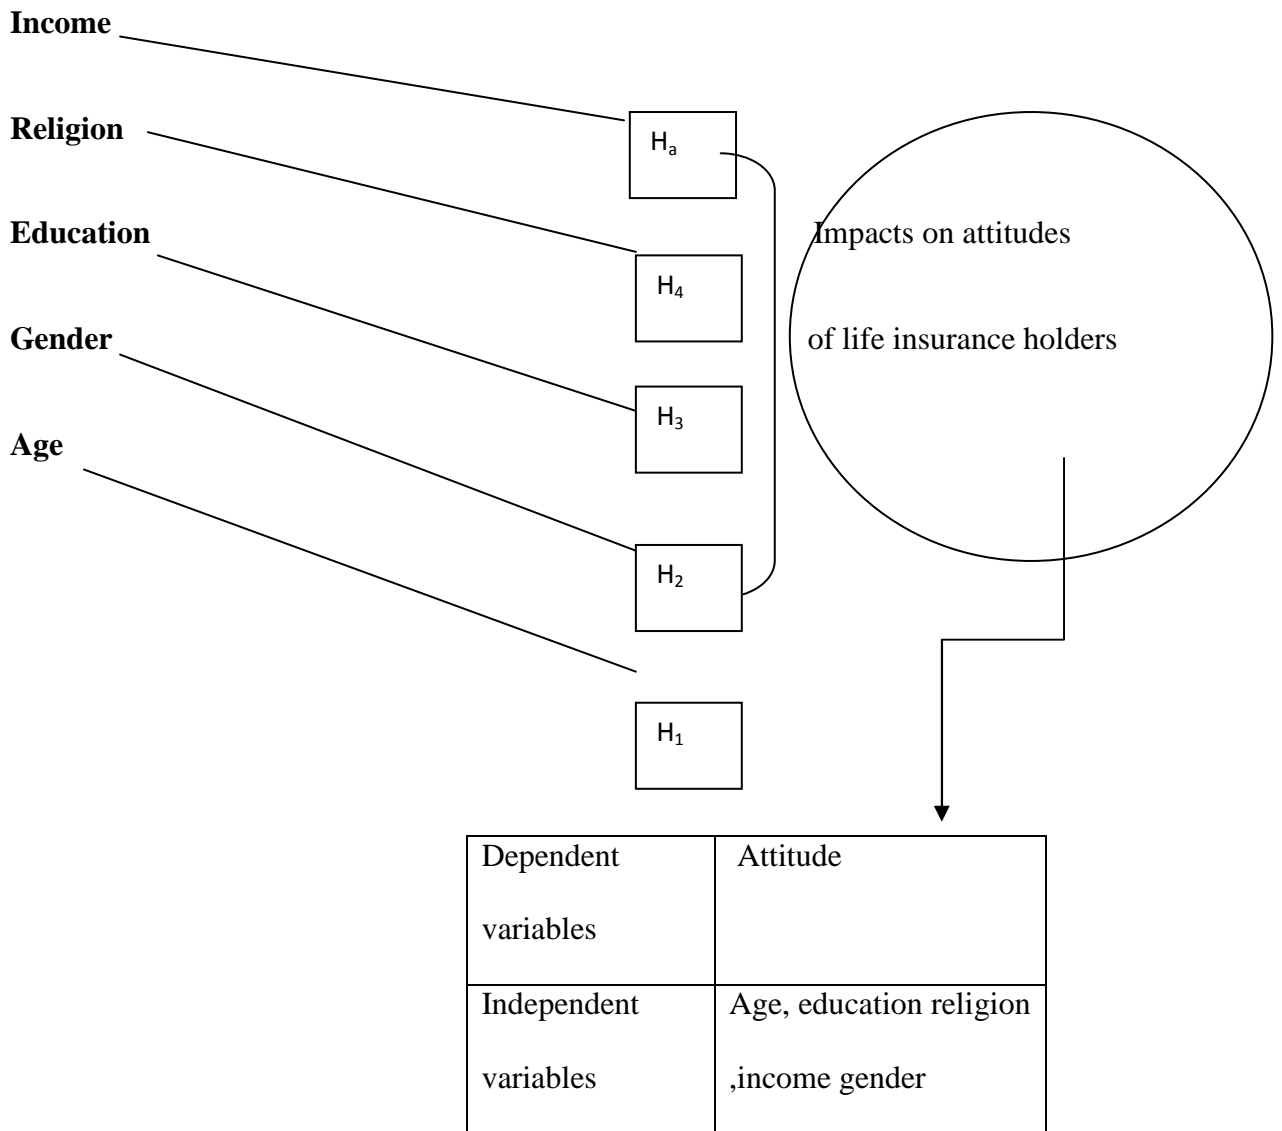 Income
Religion
Education
Gender
Age
Hₐ
H₄
H₃
H₂
H₁
Impacts on attitudes
of life insurance holders
Dependent
variables
Attitude
Independent
variables
Age, education religion
,income gender